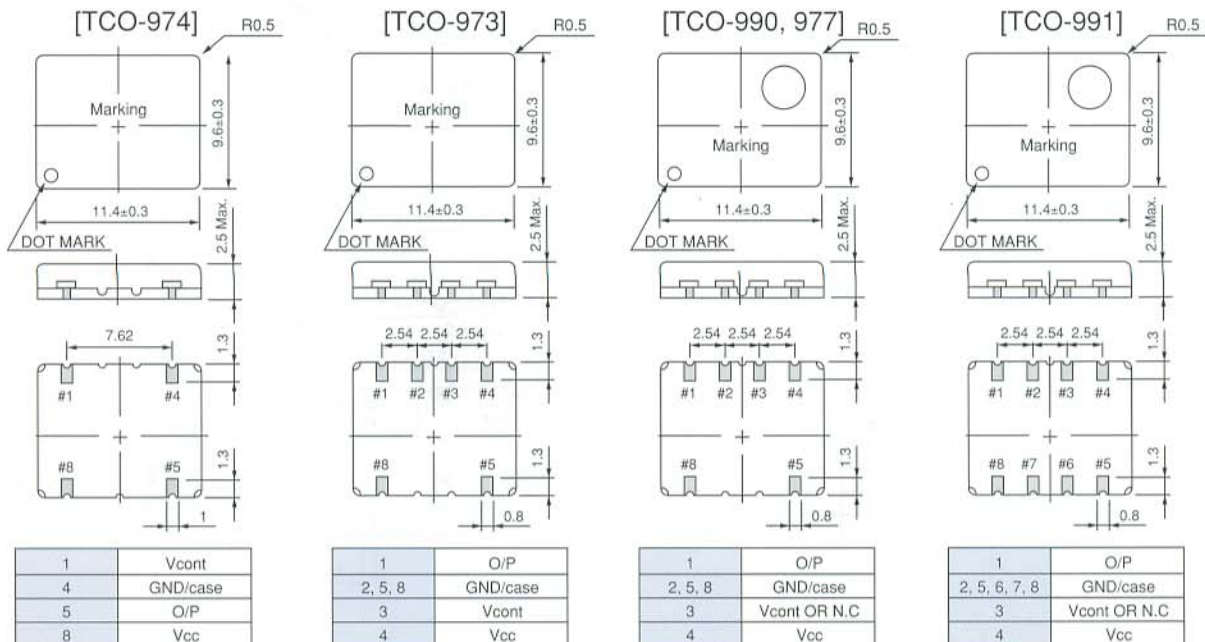 [TCO-974]
R0.5
Marking
9.6±0.3
11.4±0.3
DOT MARK
2.5 Max.
7.62
1.3
#1 #4
#8 #5
1.3
1
1 Vcont
4 GND/case
5 O/P
8 Vcc
[TCO-973]
R0.5
Marking
9.6±0.3
11.4±0.3
DOT MARK
2.5 Max.
2.54 2.54 2.54
1.3
#1 #2 #3 #4
#8 #5
1.3
0.8
1 O/P
2, 5, 8 GND/case
3 Vcont
4 Vcc
[TCO-990, 977]
R0.5
9.6±0.3
Marking
11.4±0.3
DOT MARK
2.5 Max.
2.54 2.54 2.54
1.3
#1 #2 #3 #4
#8 #5
1.3
0.8
1 O/P
2, 5, 8 GND/case
3 Vcont OR N.C
4 Vcc
[TCO-991]
R0.5
9.6±0.3
Marking
11.4±0.3
DOT MARK
2.5 Max.
2.54 2.54 2.54
1.3
#1 #2 #3 #4
#8 #7 #6 #5
1.3
0.8
1 O/P
2, 5, 6, 7, 8 GND/case
3 Vcont OR N.C
4 Vcc